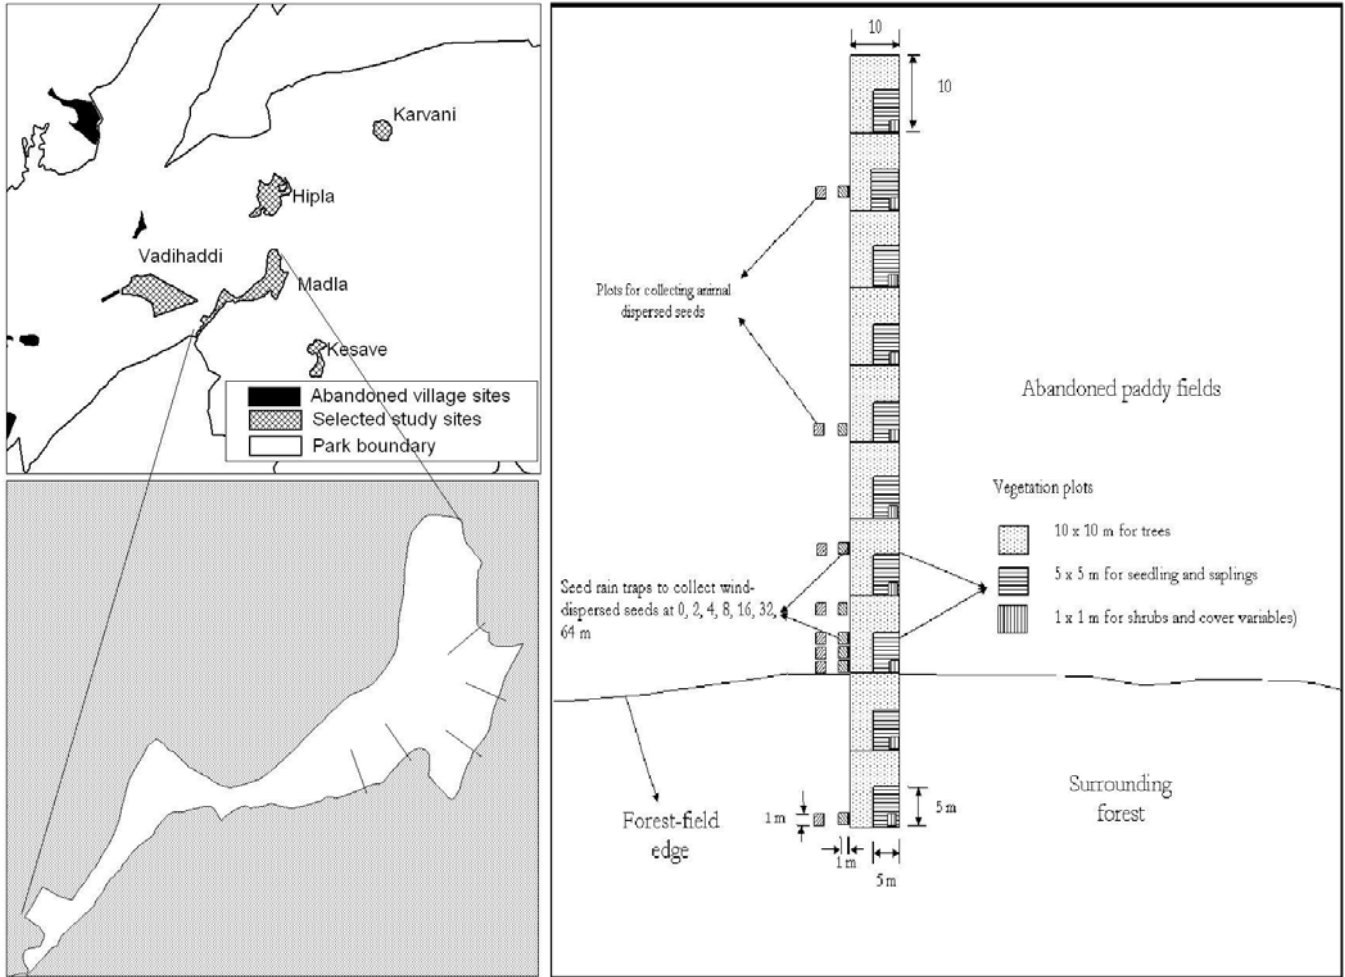 Karvani
Hipla
Vadihaddi
Madla
Kesave
Abandoned village sites
Selected study sites
Park boundary
10
10
Plots for collecting animal
dispersed seeds
Abandoned paddy fields
Vegetation plots
10 x 10 m for trees
5 x 5 m for seedling and saplings
1 x 1 m for shrubs and cover variables)
Seed rain traps to collect wind-
dispersed seeds at 0, 2, 4, 8, 16, 32,
64 m
Surrounding
forest
Forest-field
edge
1 m
5 m
1 m
5 m